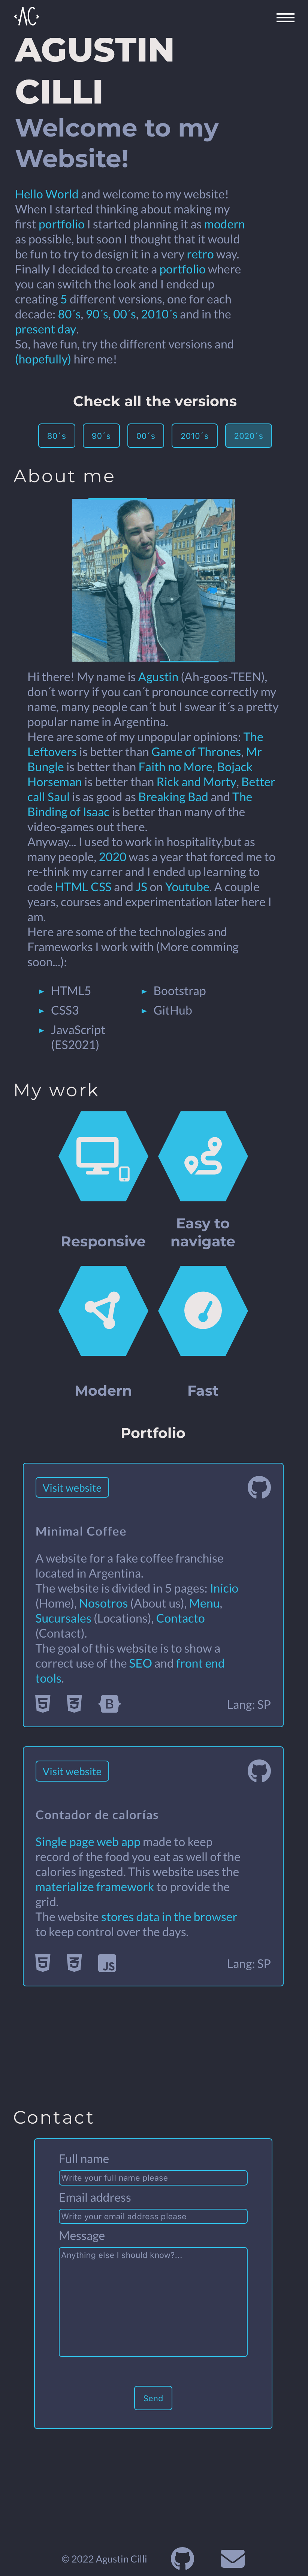 AC
AGUSTIN
CILLI
Welcome to my
Website!
Hello World and welcome to my website!
When I started thinking about making my
first portfolio I started planning it as modern
as possible, but soon I thought that it would
be fun to try to design it in a very retro way.
Finally I decided to create a portfolio where
you can switch the look and I ended up
creating 5 different versions, one for each
decade: 80´s, 90´s, 00´s, 2010´s and in the
present day.
So, have fun, try the different versions and
(hopefully) hire me!
Check all the versions
80´s 90´s 00´s 2010´s 2020´s
About me
Hi there! My name is Agustin (Ah-goos-TEEN),
don´t worry if you can´t pronounce correctly my
name, many people can´t but I swear it´s a pretty
popular name in Argentina.
Here are some of my unpopular opinions: The
Leftovers is better than Game of Thrones, Mr
Bungle is better than Faith no More, Bojack
Horseman is better than Rick and Morty, Better
call Saul is as good as Breaking Bad and The
Binding of Isaac is better than many of the
video-games out there.
Anyway... I used to work in hospitality,but as
many people, 2020 was a year that forced me to
re-think my carrer and I ended up learning to
code HTML CSS and JS on Youtube. A couple
years, courses and experimentation later here I
am.
Here are some of the technologies and
Frameworks I work with (More comming
soon...):
HTML5 Bootstrap
CSS3 GitHub
JavaScript
(ES2021)
My work
Responsive
Easy to
navigate
Modern Fast
Portfolio
Visit website
Minimal Coffee
A website for a fake coffee franchise
located in Argentina.
The website is divided in 5 pages: Inicio
(Home), Nosotros (About us), Menu,
Sucursales (Locations), Contacto
(Contact).
The goal of this website is to show a
correct use of the SEO and front end
tools.
B Lang: SP
Visit website
Contador de calorías
Single page web app made to keep
record of the food you eat as well of the
calories ingested. This website uses the
materialize framework to provide the
grid.
The website stores data in the browser
to keep control over the days.
JS Lang: SP
Contact
Full name
Write your full name please
Email address
Write your email address please
Message
Anything else I should know?...
Send
© 2022 Agustin Cilli